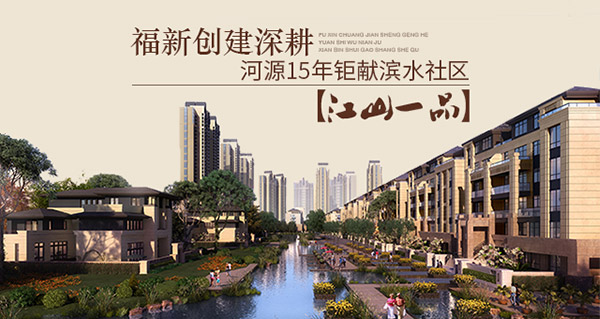 福新创建深耕
FU XIN CHUANG JIAN SHENG GENG HE
YUAN SHI WU NIAN JU
XIAN BIN SHUI GAO SHANG SHE QU
河源15年钜献滨水社区
【江山一品】